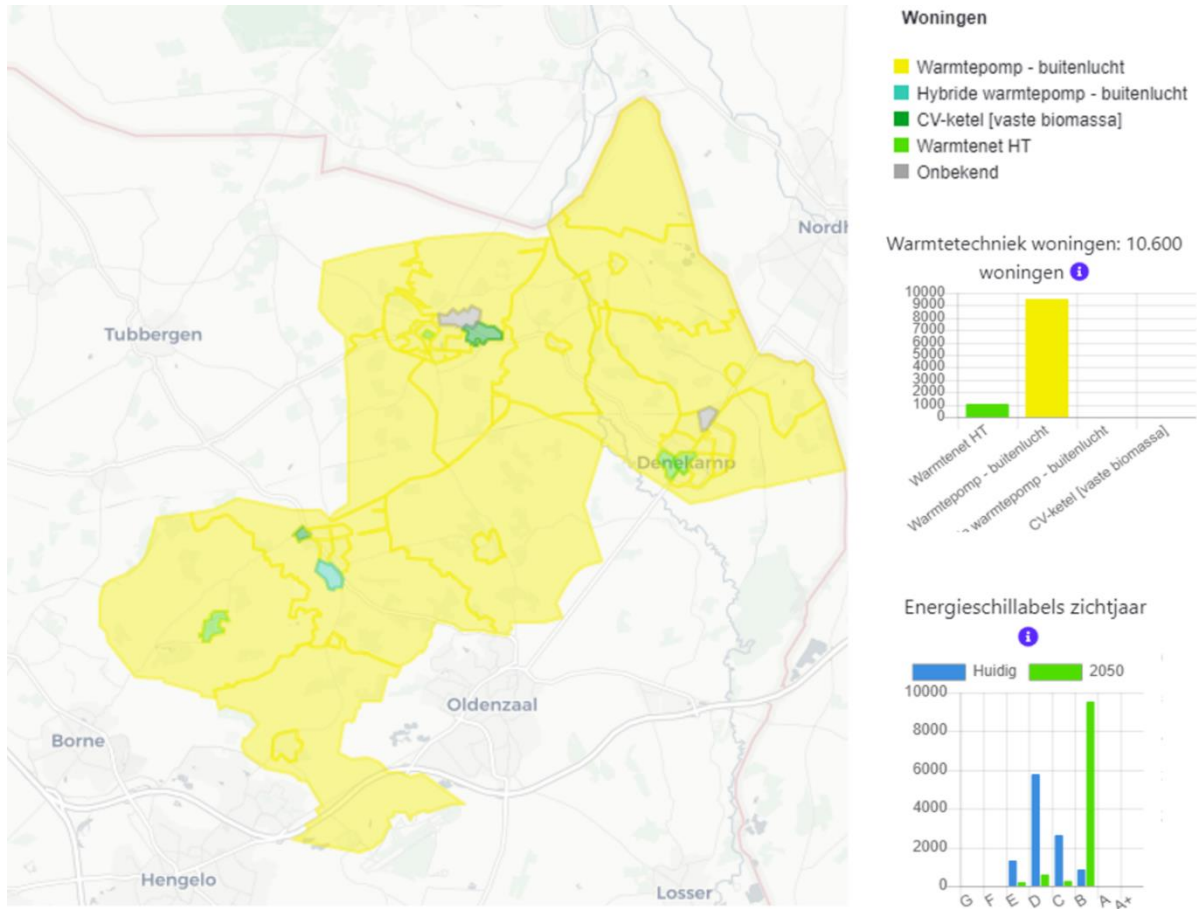 Woningen
Warmtepomp - buitenlucht
Hybride warmtepomp - buitenlucht
CV-ketel [vaste biomassa]
Warmtenet HT
Onbekend
Nordh
Tubbergen
Denekamp
Oldenzaal
Borne
Hengelo
Losser
Warmtetechniek woningen: 10.600
woningen i
10000
9000
8000
7000
6000
5000
4000
3000
2000
1000
0
Warmtenet HT
Warmtepomp - buitenlucht
warmtepomp - buitenlucht
CV-ketel [vaste biomassa]
Energieschillabels zichtjaar
i
Huidig 2050
10000
8000
6000
4000
2000
0
G F E D C B A A+